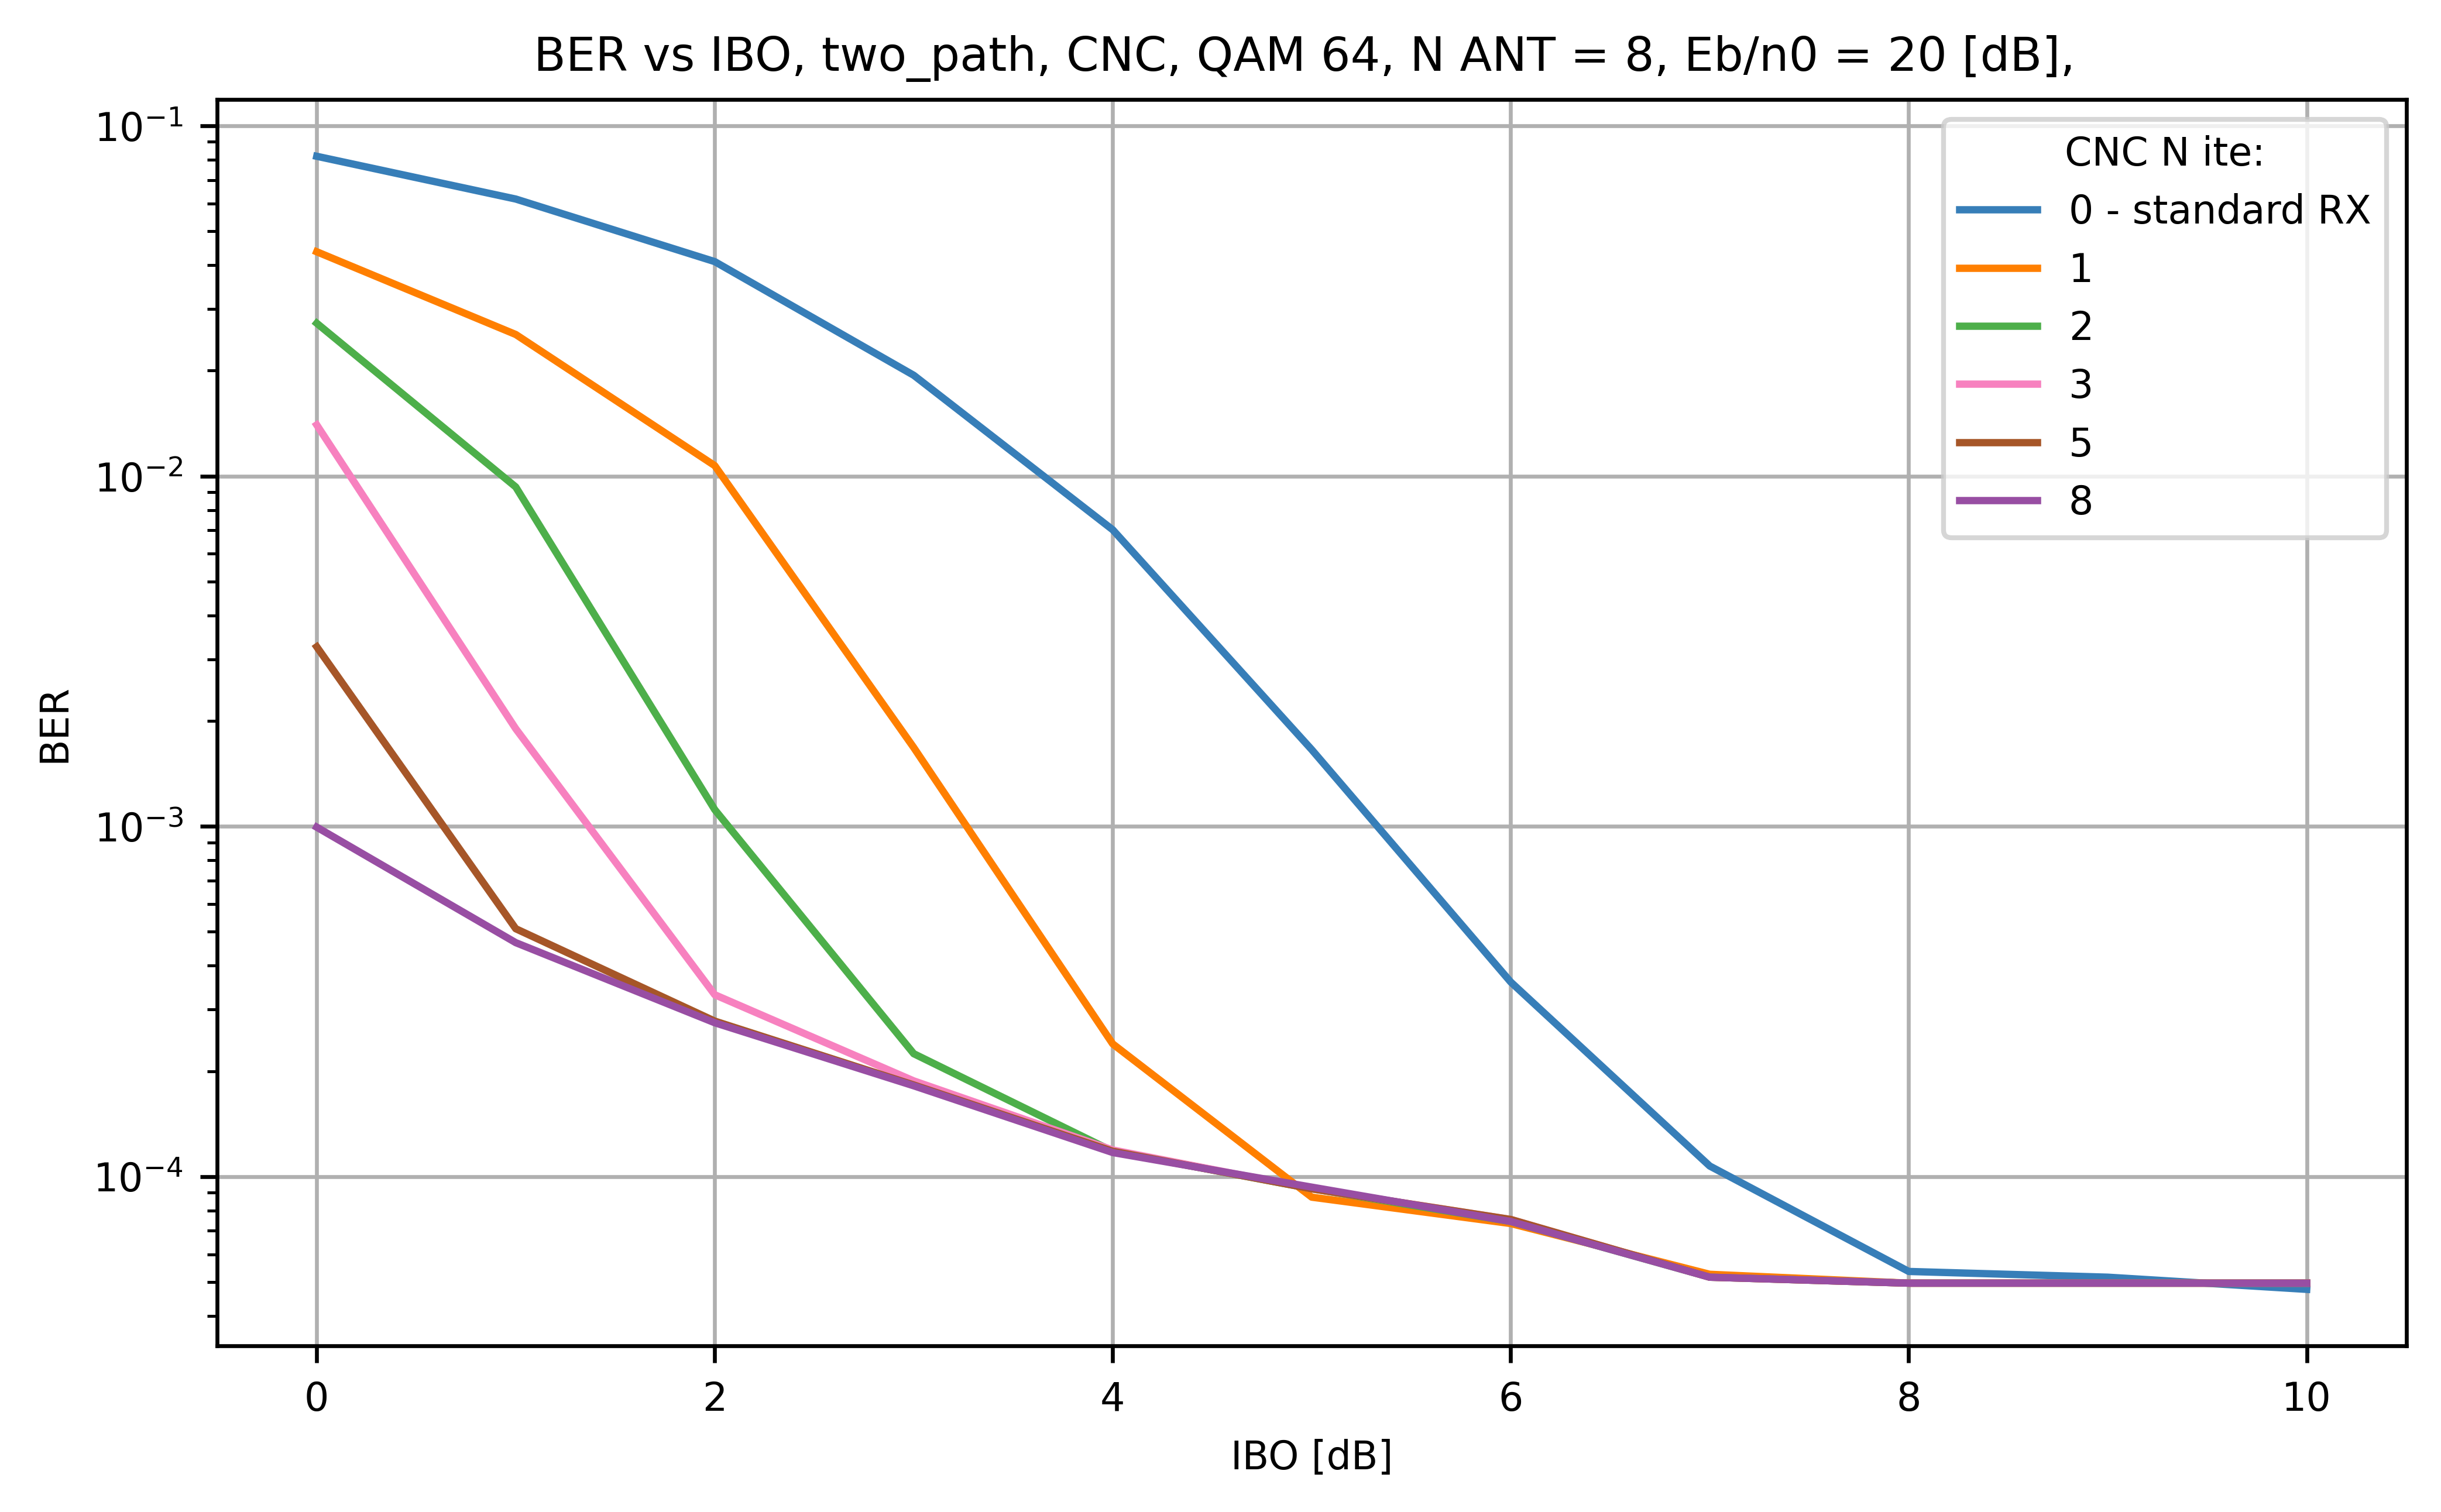 BER vs IBO, two_path, CNC, QAM 64, N ANT = 8, Eb/n0 = 20 [dB],
CNC N ite:
0 - standard RX
1
2
3
5
8
10⁻¹
10⁻²
10⁻³
10⁻⁴
BER
0 2 4 6 8 10
IBO [dB]